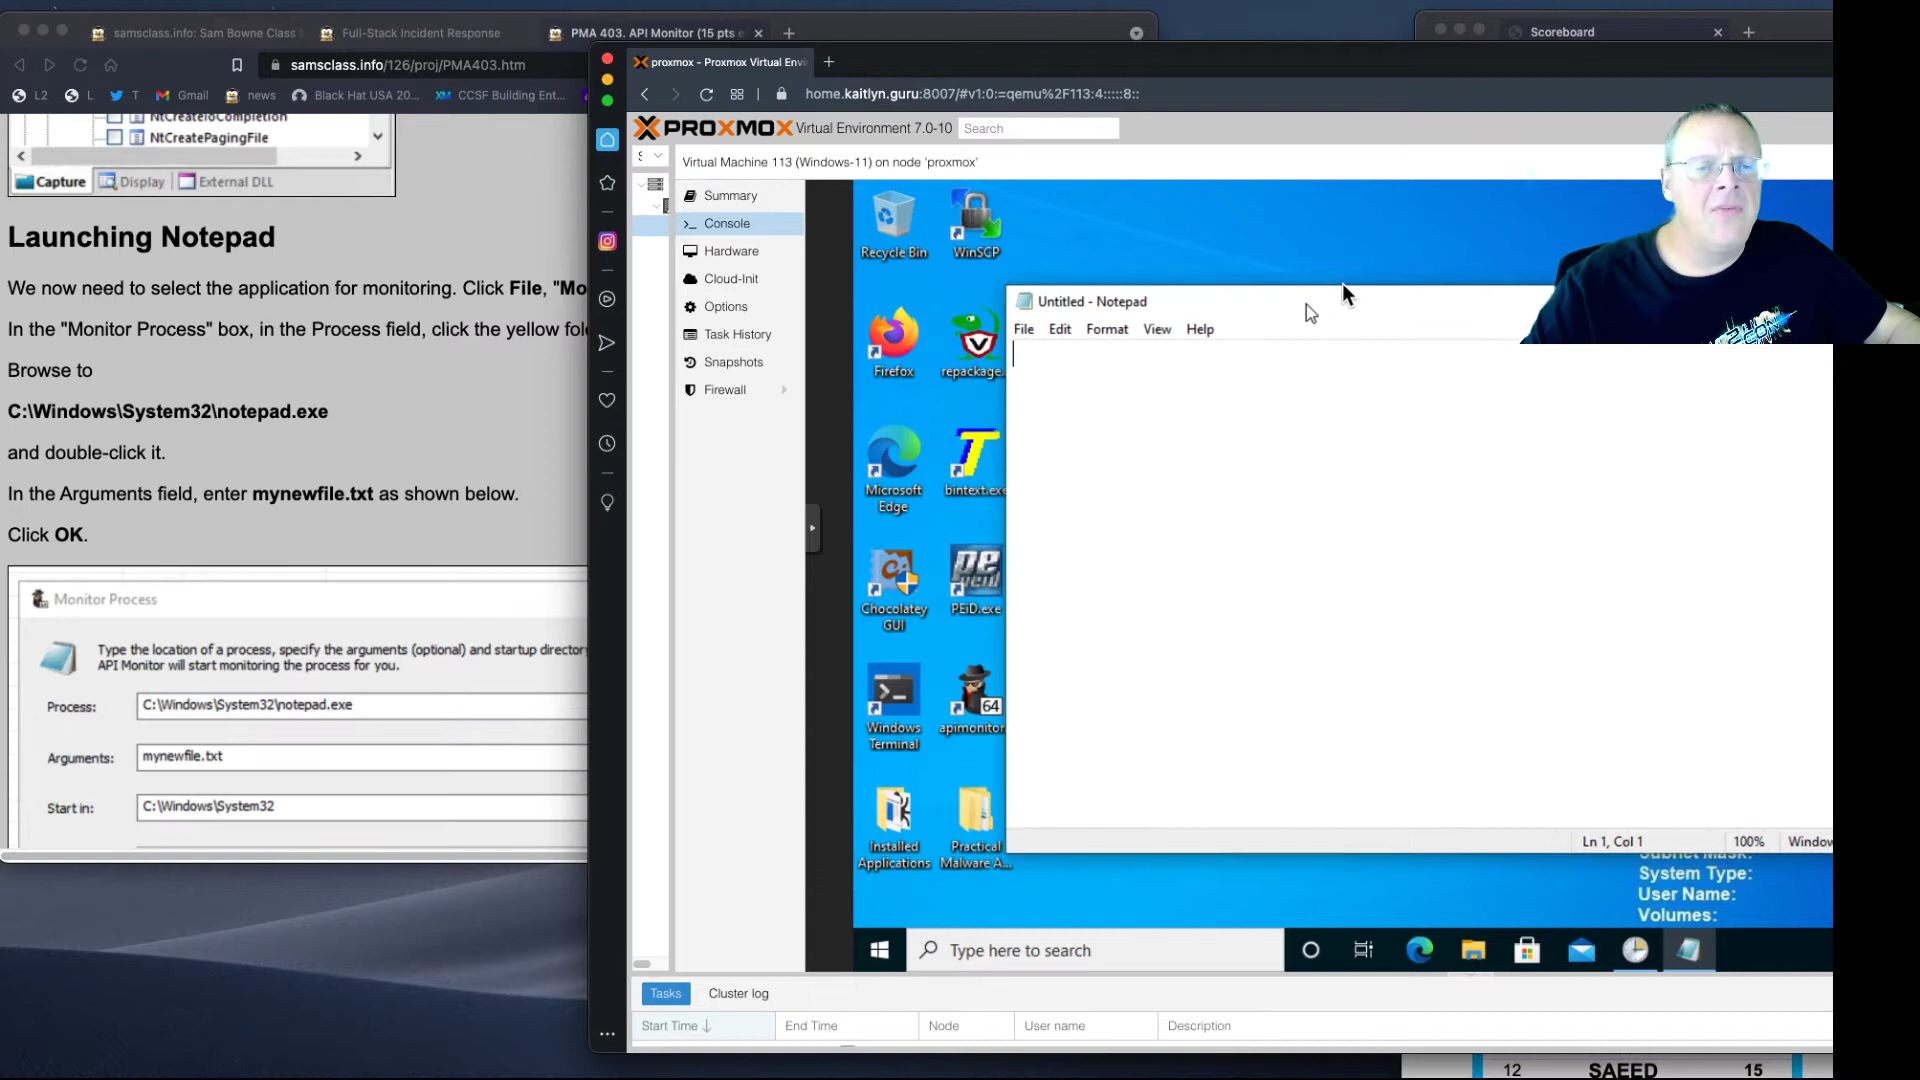 samsclass.info: Sam Bowne Class
Full-Stack Incident Response
PMA 403. API Monitor (15 pts e
samsclass.info/126/proj/PMA403.htm
L2
L
T
Gmail
news
Black Hat USA 20...
CCSF Building Ent...
NtCreateIoCompletion
NtCreatePagingFile
Capture
Display
External DLL
Launching Notepad
We now need to select the application for monitoring. Click File, "Mo
In the "Monitor Process" box, in the Process field, click the yellow fol
Browse to
C:\Windows\System32\notepad.exe
and double-click it.
In the Arguments field, enter mynewfile.txt as shown below.
Click OK.
Monitor Process
Type the location of a process, specify the arguments (optional) and startup director
API Monitor will start monitoring the process for you.
Process:
C:\Windows\System32\notepad.exe
Arguments:
mynewfile.txt
Start in:
C:\Windows\System32
Scoreboard
proxmox - Proxmox Virtual Envi
home.kaitlyn.guru:8007/#v1:0:=qemu%2F113:4:::::8::
PROXMOX Virtual Environment 7.0-10
Search
Virtual Machine 113 (Windows-11) on node 'proxmox'
Summary
Console
Hardware
Cloud-Init
Options
Task History
Snapshots
Firewall
Recycle Bin
WinSCP
Firefox
repackage.
Microsoft
Edge
bintext.exe
Chocolatey
GUI
PEiD.exe
Windows
Terminal
64
apimonitor
Installed
Applications
Practical
Malware A...
Untitled - Notepad
File
Edit
Format
View
Help
Ln 1, Col 1
100%
Window
Subnet Mask:
System Type:
User Name:
Volumes:
Type here to search
Tasks
Cluster log
Start Time
End Time
Node
User name
Description
12
SAEED
15